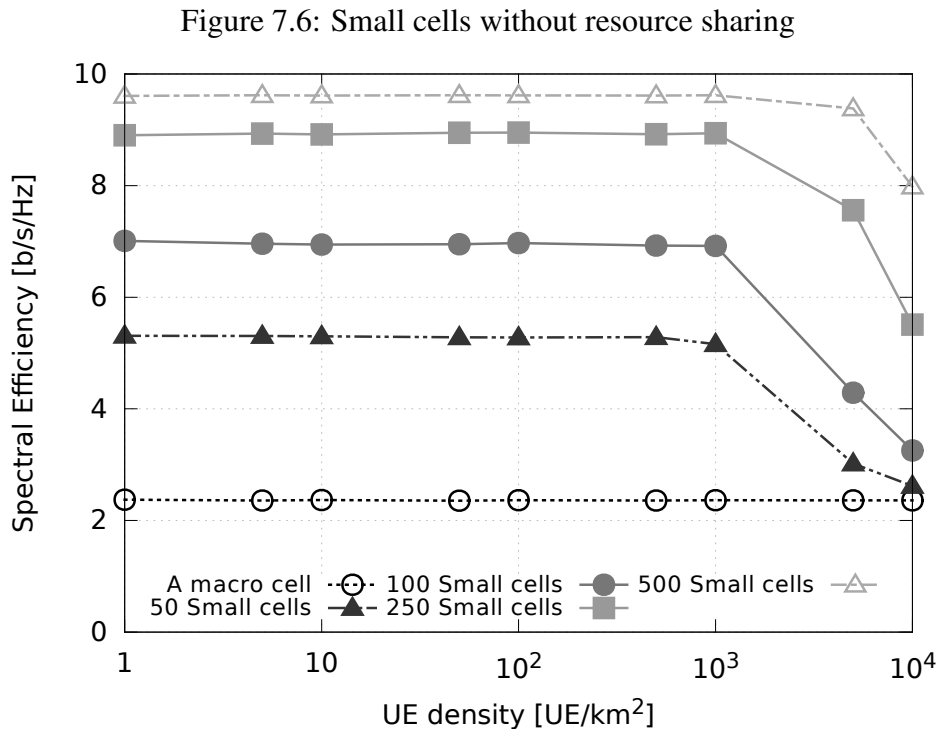 Figure 7.6: Small cells without resource sharing
10
8
6
4
2
0
Spectral Efficiency [b/s/Hz]
A macro cell 100 Small cells 500 Small cells
50 Small cells 250 Small cells
1 10 10² 10³ 10⁴
UE density [UE/km²]